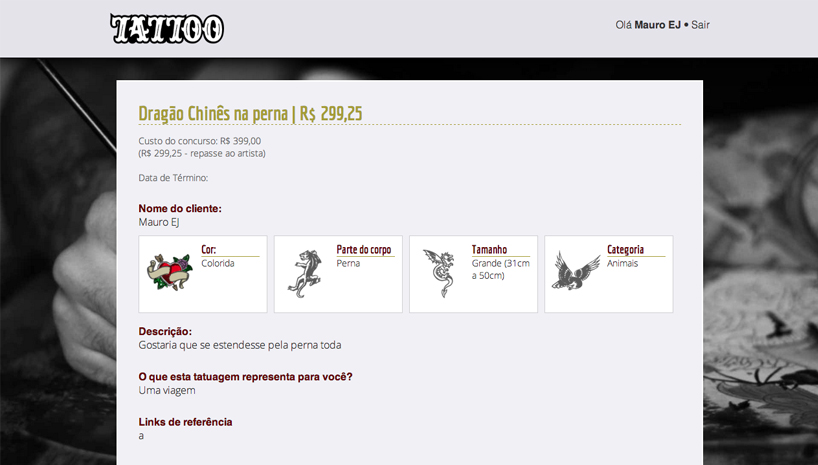 TATTOO
Olá Mauro EJ • Sair
Dragão Chinês na perna | R$ 299,25
Custo do concurso: R$ 399,00
(R$ 299,25 - repasse ao artista)
Data de Término:
Nome do cliente:
Mauro EJ
Cor:
Colorida
Parte do corpo
Perna
Tamanho
Grande (31cm
a 50cm)
Categoria
Animais
Descrição:
Gostaria que se estendesse pela perna toda
O que esta tatuagem representa para você?
Uma viagem
Links de referência
a